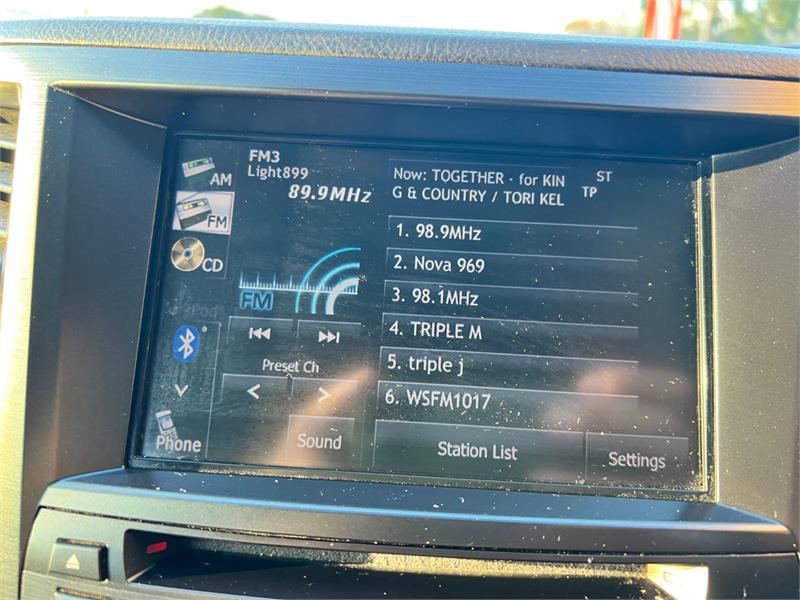 FM3
Light899
89.9MHz
Now: TOGETHER - for KIN
G & COUNTRY / TORI KEL
ST
TP
AM
FM
CD
iPod
Phone
FM
Preset Ch
Sound
1. 98.9MHz
2. Nova 969
3. 98.1MHz
4. TRIPLE M
5. triple j
6. WSFM1017
Station List
Settings